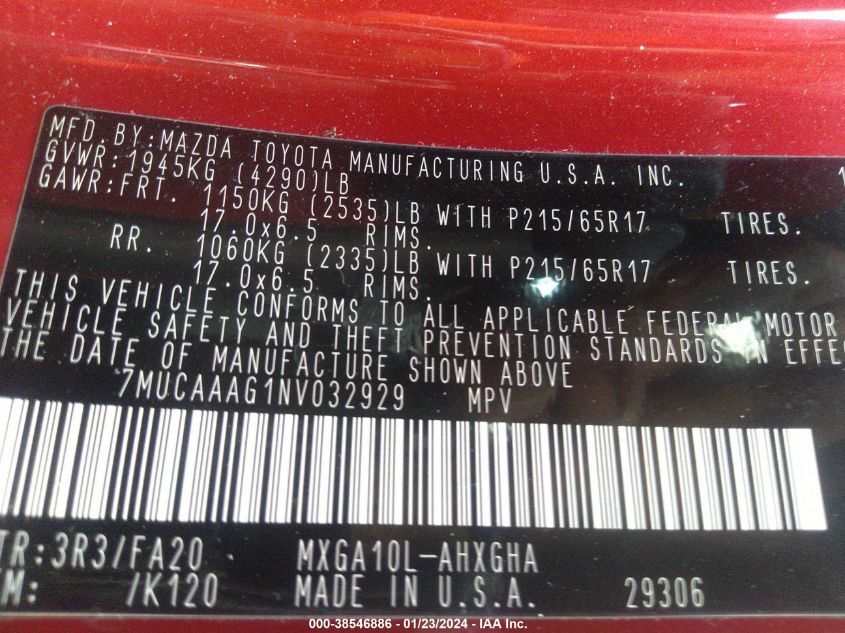 MFD. BY:MAZDA TOYOTA MANUFACTURING U.S.A. INC. 1
GVWR:1945KG (4290)LB
GAWR:FRT. 1150KG (2535)LB WITH P215/65R17 TIRES.
17.0x6.5 RIMS.
RR. 1060KG (2335)LB WITH P215/65R17 TIRES.
17.0x6.5 RIMS.
THIS VEHICLE CONFORMS TO ALL APPLICABLE FEDERAL MOTOR
VEHICLE SAFETY AND THEFT PREVENTION STANDARDS IN EFFE
THE DATE OF MANUFACTURE SHOWN ABOVE
7MUCAAAG1NV032929 MPV
TR:3R3/FA20 MXGA10L-AHXGHA
M: /K120 MADE IN U.S.A. 29306
000-38546886 - 01/23/2024 - IAA Inc.